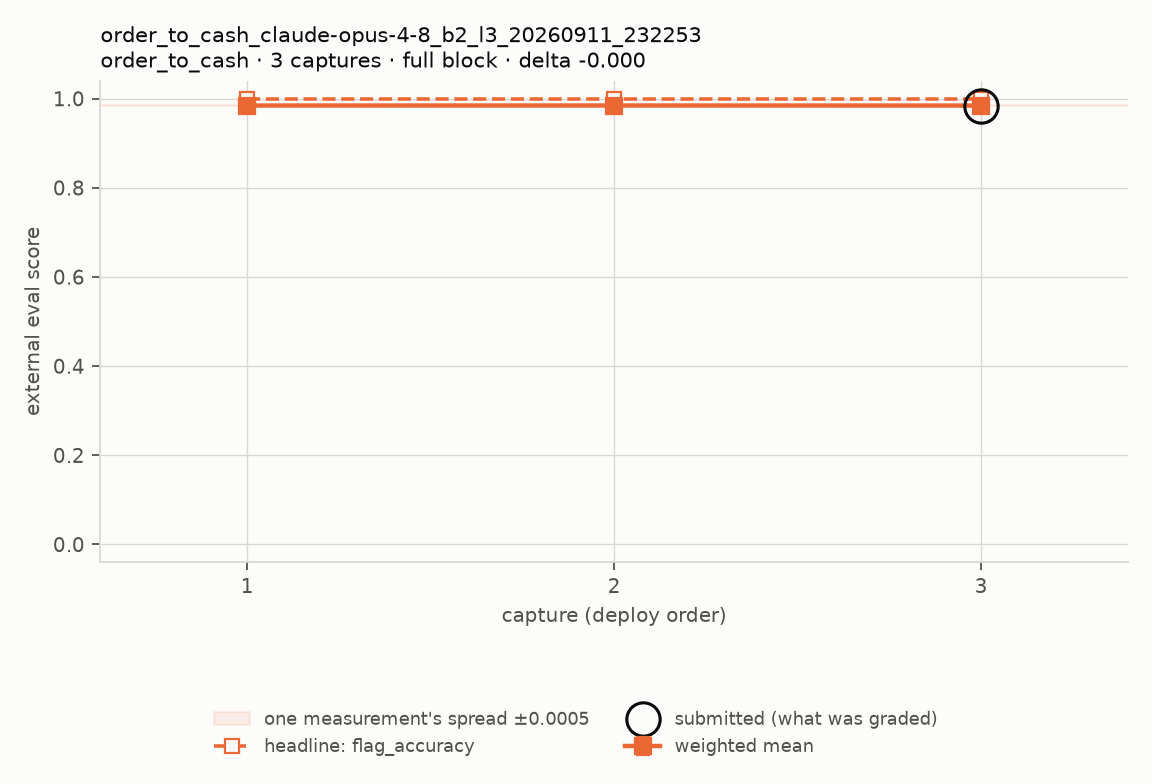 order_to_cash_claude-opus-4-8_b2_l3_20260911_232253
order_to_cash · 3 captures · full block · delta -0.000
external eval score
1.0
0.8
0.6
0.4
0.2
0.0
1
2
3
capture (deploy order)
one measurement's spread ±0.0005
headline: flag_accuracy
submitted (what was graded)
weighted mean